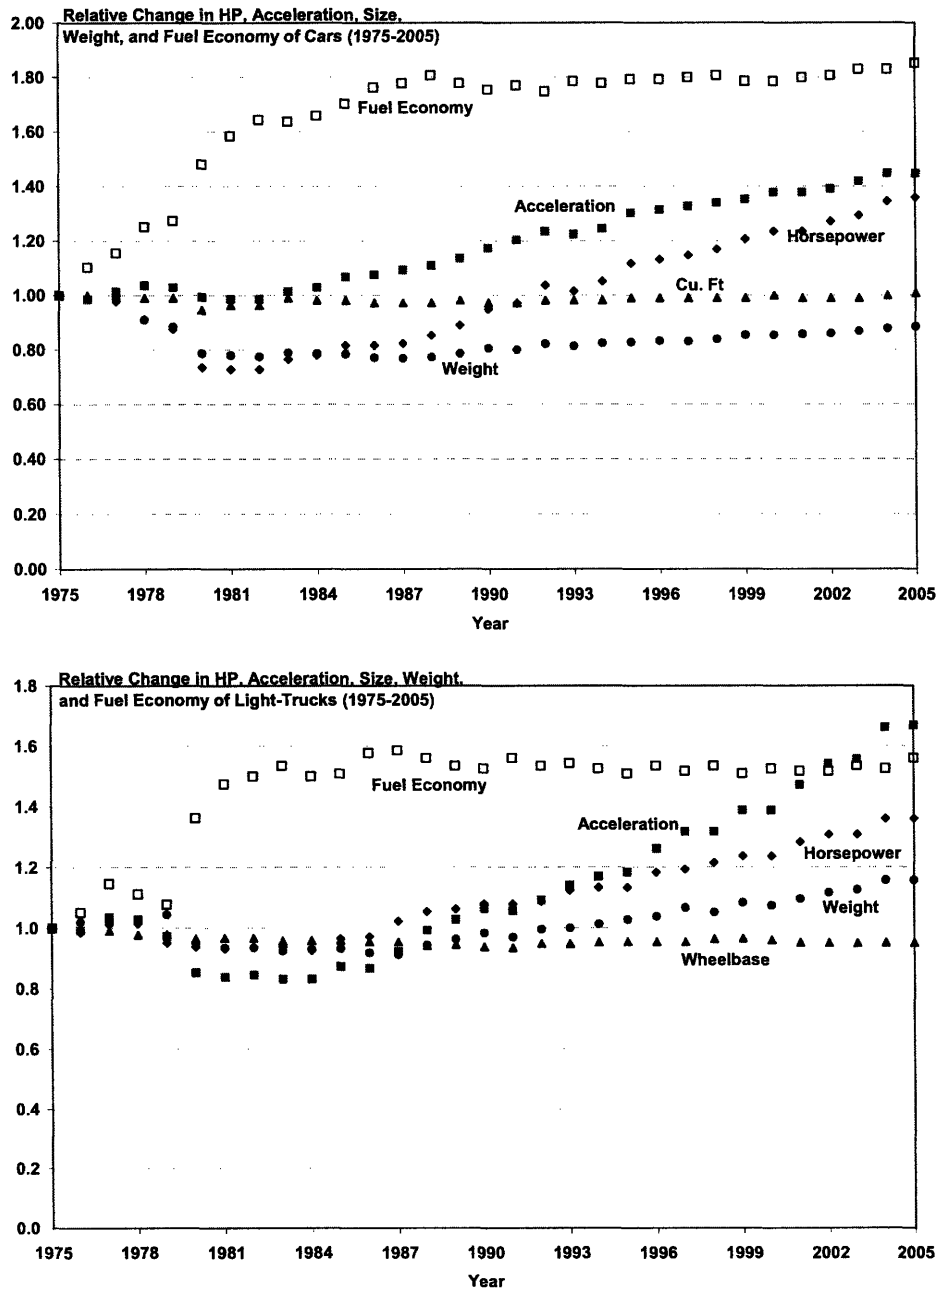 Relative Change in HP, Acceleration, Size,
Weight, and Fuel Economy of Cars (1975-2005)
2.00
1.80
Fuel Economy
1.60
1.40
Acceleration
1.20
Horsepower
Cu. Ft
1.00
0.80
Weight
0.60
0.40
0.20
0.00
1975 1978 1981 1984 1987 1990 1993 1996 1999 2002 2005
Year
Relative Change in HP, Acceleration, Size, Weight,
and Fuel Economy of Light-Trucks (1975-2005)
1.8
1.6
Fuel Economy
1.4
Acceleration
Horsepower
1.2
Weight
1.0
Wheelbase
0.8
0.6
0.4
0.2
0.0
1975 1978 1981 1984 1987 1990 1993 1996 1999 2002 2005
Year